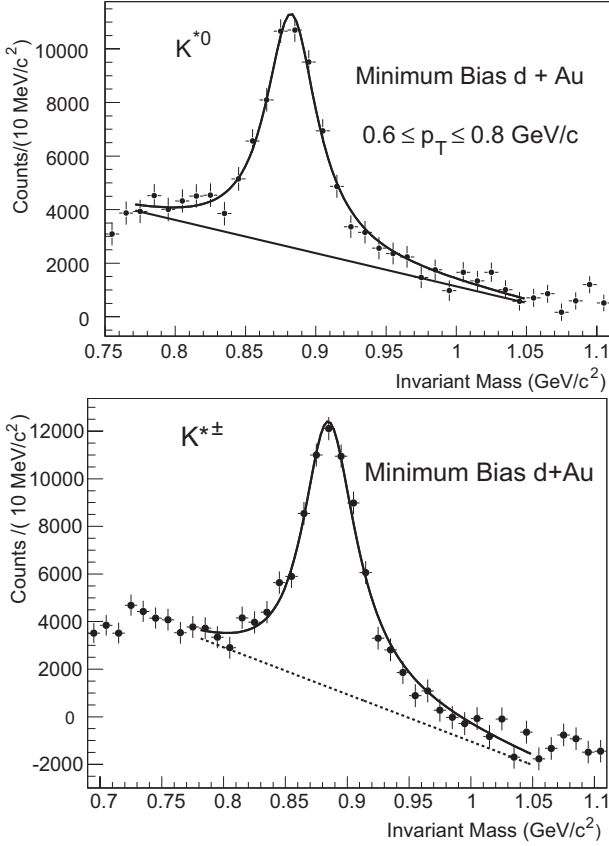 K*0
Minimum Bias d + Au
0.6 ≤ p_T ≤ 0.8 GeV/c
Counts/(10 MeV/c²)
10000
8000
6000
4000
2000
0
0.75 0.8 0.85 0.9 0.95 1 1.05 1.1
Invariant Mass (GeV/c²)
K*±
Minimum Bias d+Au
Counts /( 10 MeV/c²)
12000
10000
8000
6000
4000
2000
0
-2000
0.7 0.75 0.8 0.85 0.9 0.95 1 1.05 1.1
Invariant Mass (GeV/c²)